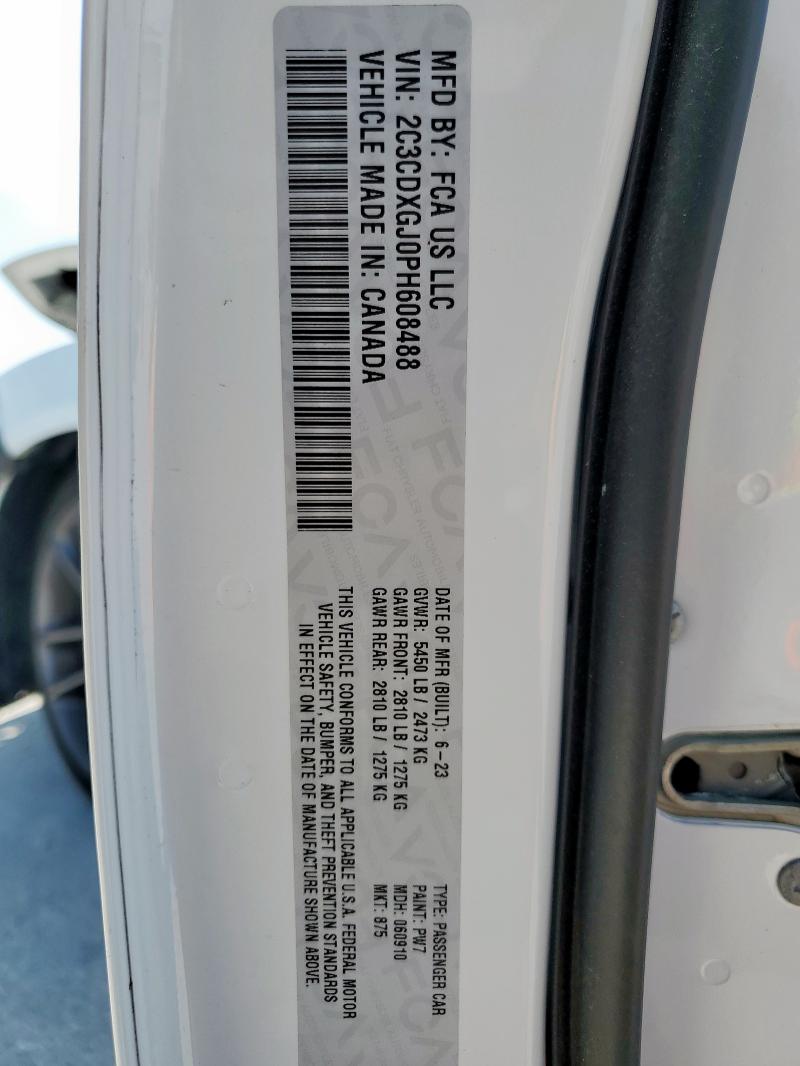 MFD BY: FCA US LLC
VIN: 2C3CDXGJ0PH608488
VEHICLE MADE IN: CANADA
DATE OF MFR (BUILT): 6-23
GVWR: 5450 LB / 2473 KG
GAWR FRONT: 2810 LB / 1275 KG
GAWR REAR: 2810 LB / 1275 KG
TYPE: PASSENGER CAR
PAINT: PW7
MDH: 060910
MKT: 875
THIS VEHICLE CONFORMS TO ALL APPLICABLE U.S.A. FEDERAL MOTOR
VEHICLE SAFETY, BUMPER, AND THEFT PREVENTION STANDARDS
IN EFFECT ON THE DATE OF MANUFACTURE SHOWN ABOVE.